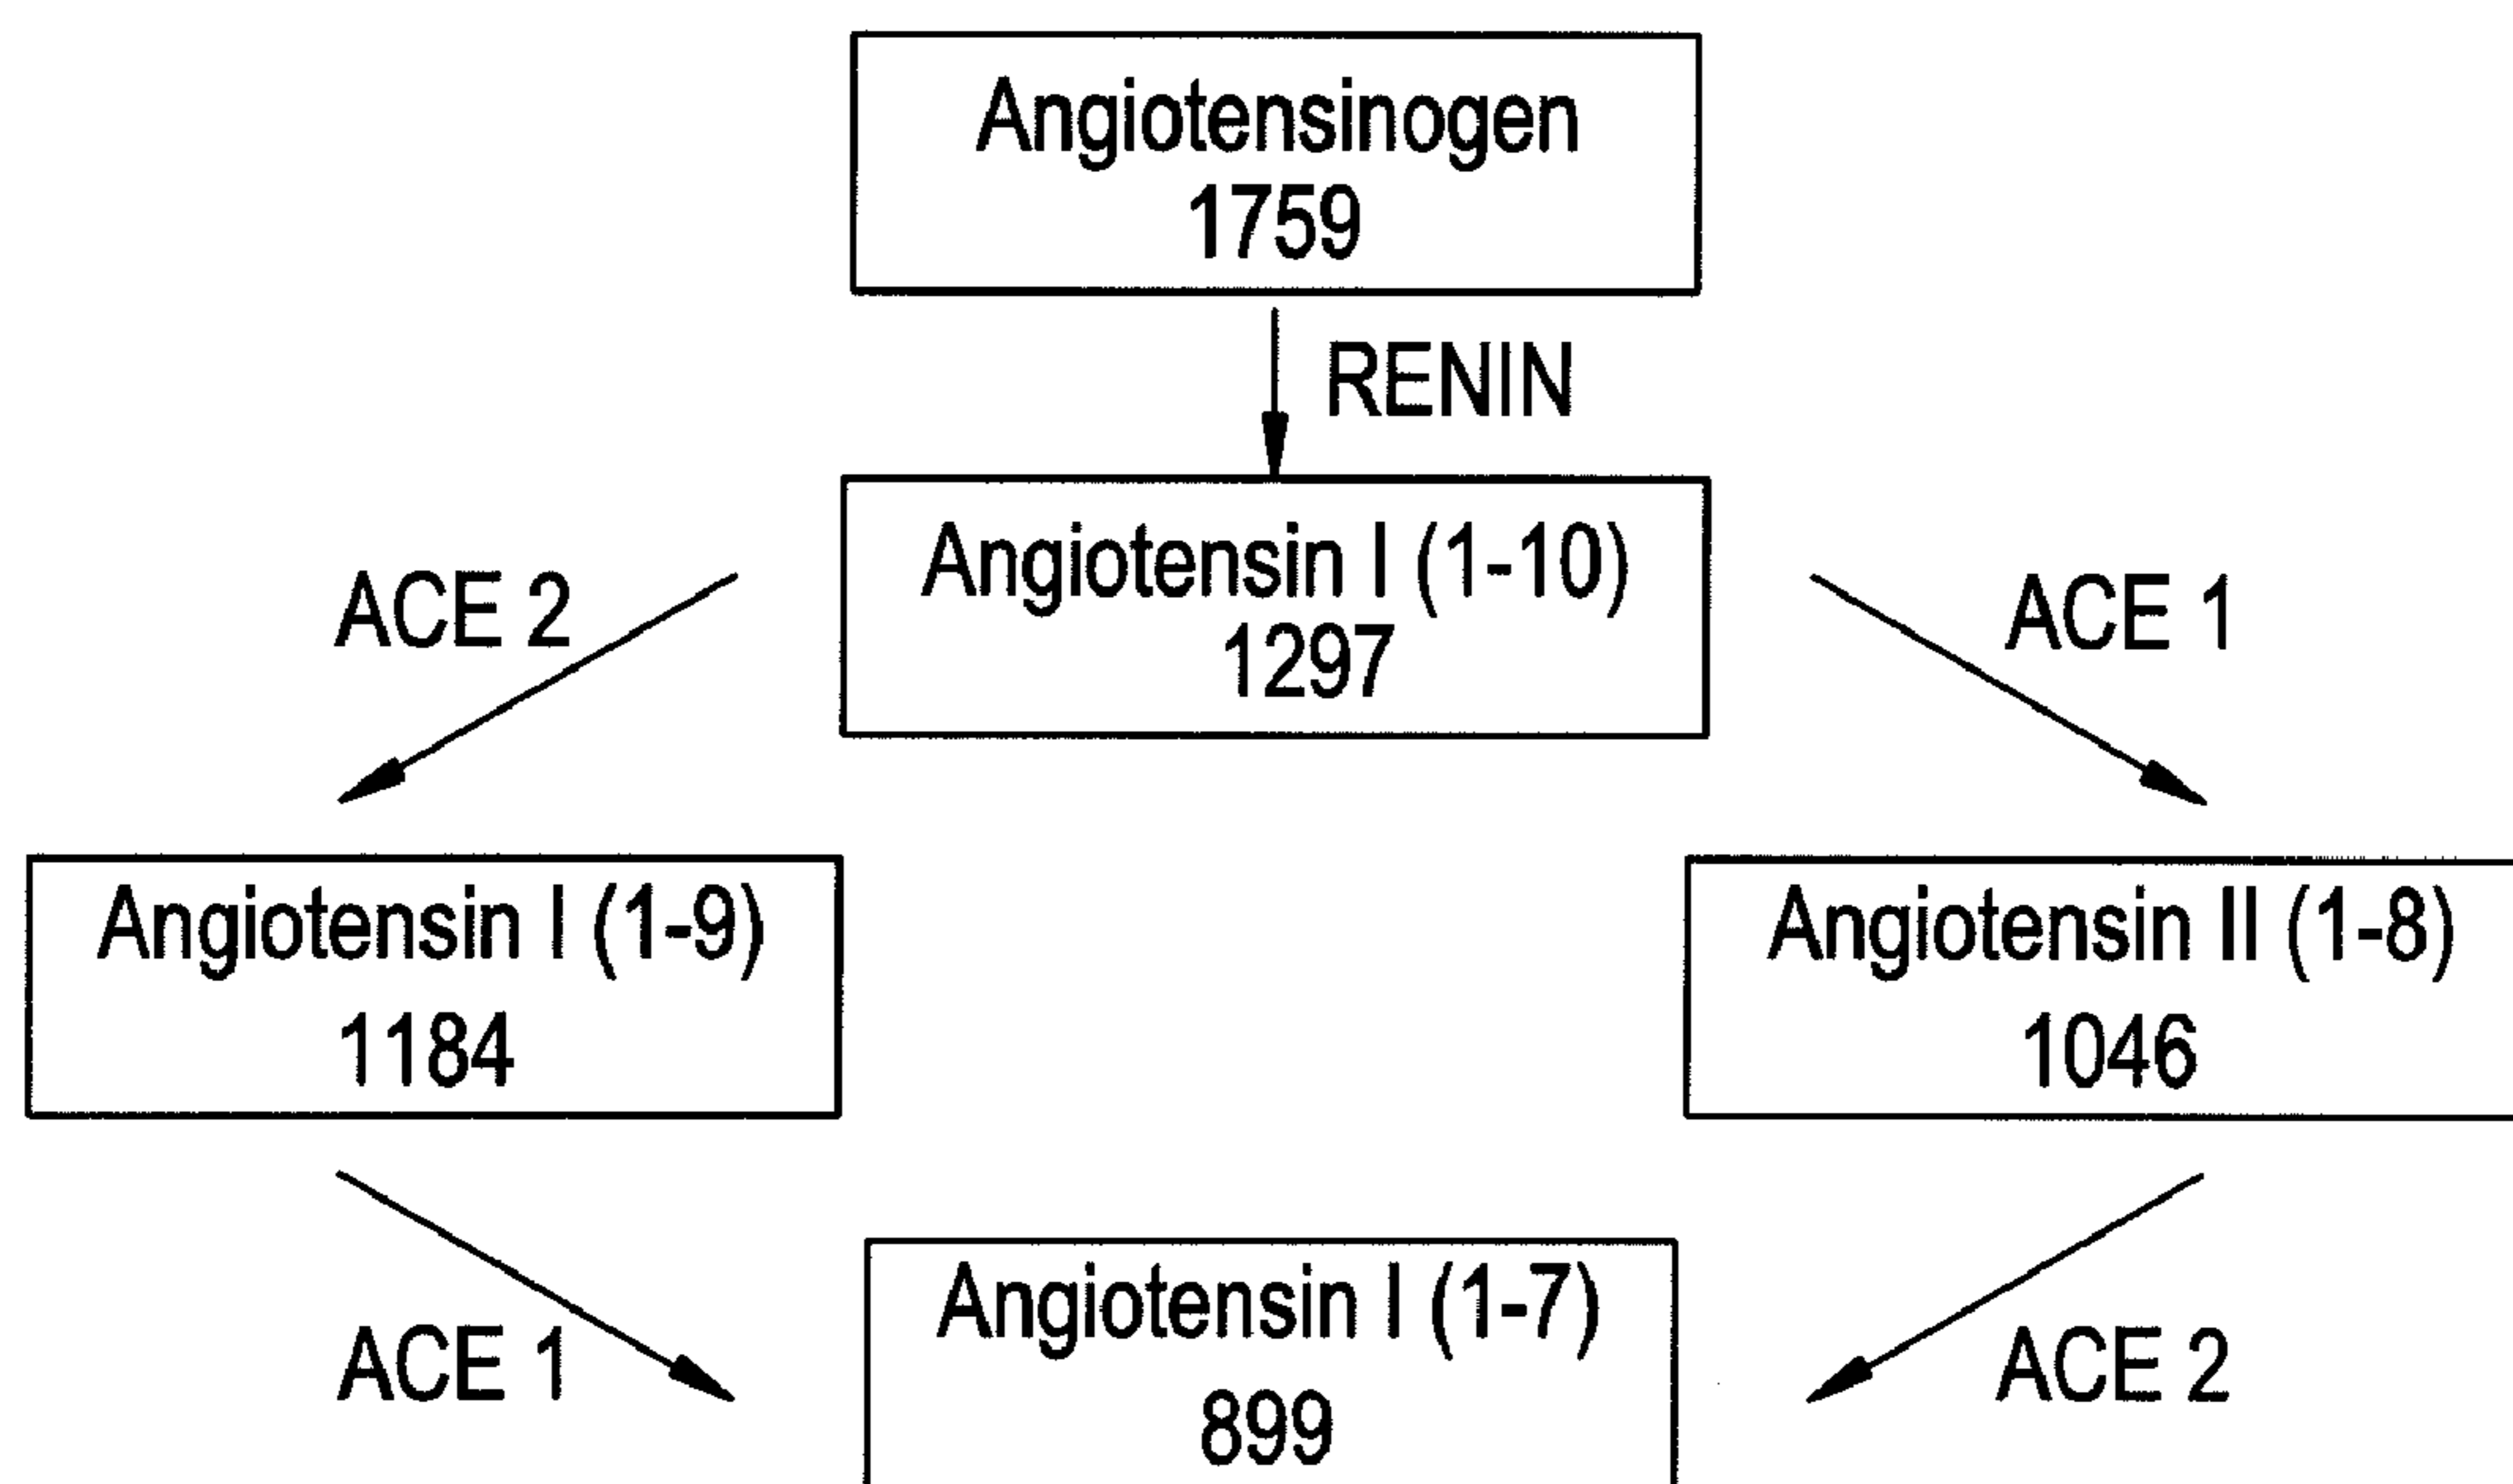 Angiotensinogen
1759
RENIN
Angiotensin I (1-10)
1297
ACE 2
ACE 1
Angiotensin I (1-9)
1184
Angiotensin II (1-8)
1046
ACE 1
Angiotensin I (1-7)
899
ACE 2